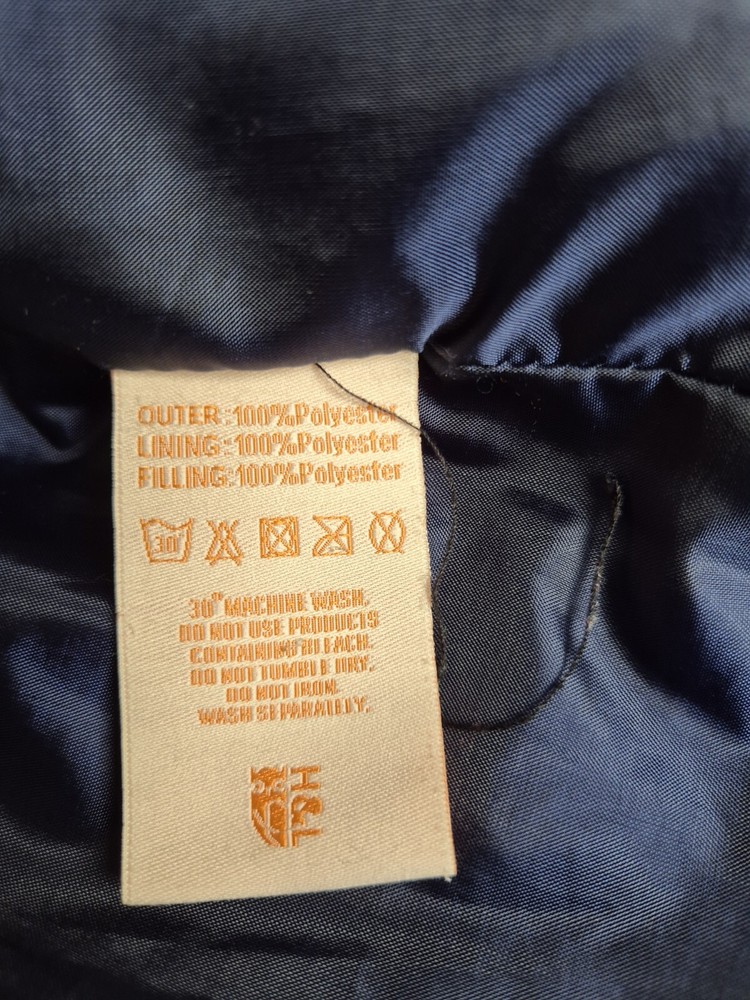 OUTER:100%Polyester
LINING:100%Polyester
FILLING:100%Polyester
30°
30° MACHINE WASH.
DO NOT USE PRODUCTS
CONTAINING BLEACH.
DO NOT TUMBLE DRY.
DO NOT IRON.
WASH SEPARATELY.
H&L